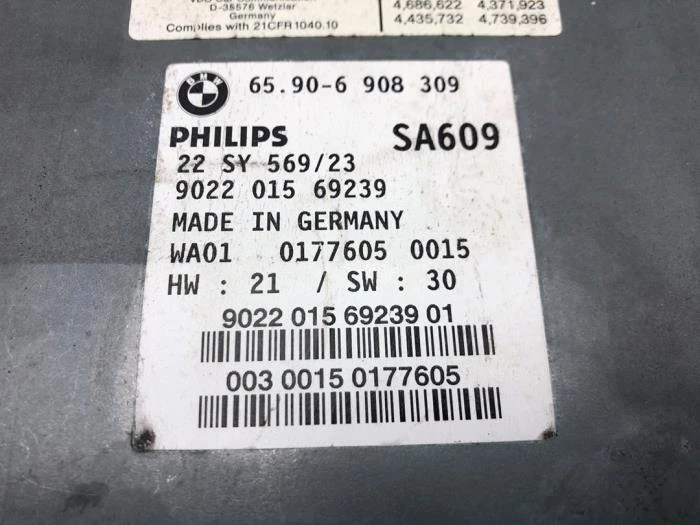 D-35576 Wetzlar
Germany
Complies with 21CFR1040.10
4,686,622 4,371,923
4,435,732 4,739,396
BMW
65.90-6 908 309
PHILIPS SA609
22 SY 569/23
9022 015 69239
MADE IN GERMANY
WA01 0177605 0015
HW : 21 / SW : 30
9022 015 69239 01
003 0015 0177605